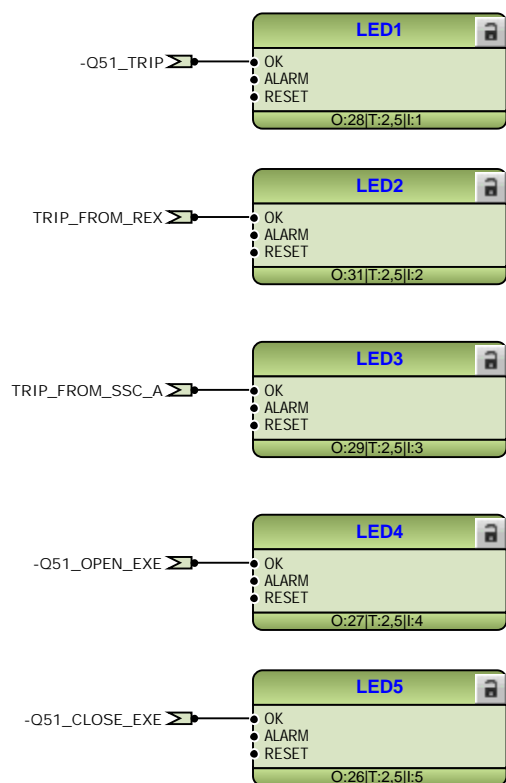 LED1
-Q51_TRIP
OK
ALARM
RESET
O:28|T:2,5|I:1
LED2
TRIP_FROM_REX
OK
ALARM
RESET
O:31|T:2,5|I:2
LED3
TRIP_FROM_SSC_A
OK
ALARM
RESET
O:29|T:2,5|I:3
LED4
-Q51_OPEN_EXE
OK
ALARM
RESET
O:27|T:2,5|I:4
LED5
-Q51_CLOSE_EXE
OK
ALARM
RESET
O:26|T:2,5|I:5